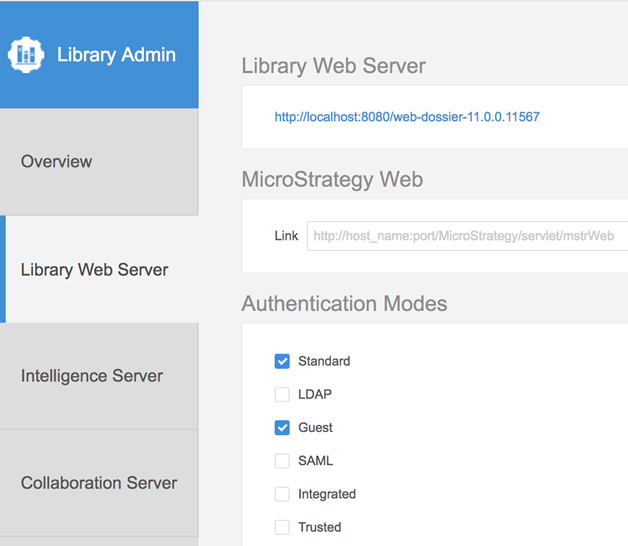 Library Admin
Overview
Library Web Server
Intelligence Server
Collaboration Server
Library Web Server
http://localhost:8080/web-dossier-11.0.0.11567
MicroStrategy Web
Link http://host_name:port/MicroStrategy/servlet/mstrWeb
Authentication Modes
Standard
LDAP
Guest
SAML
Integrated
Trusted